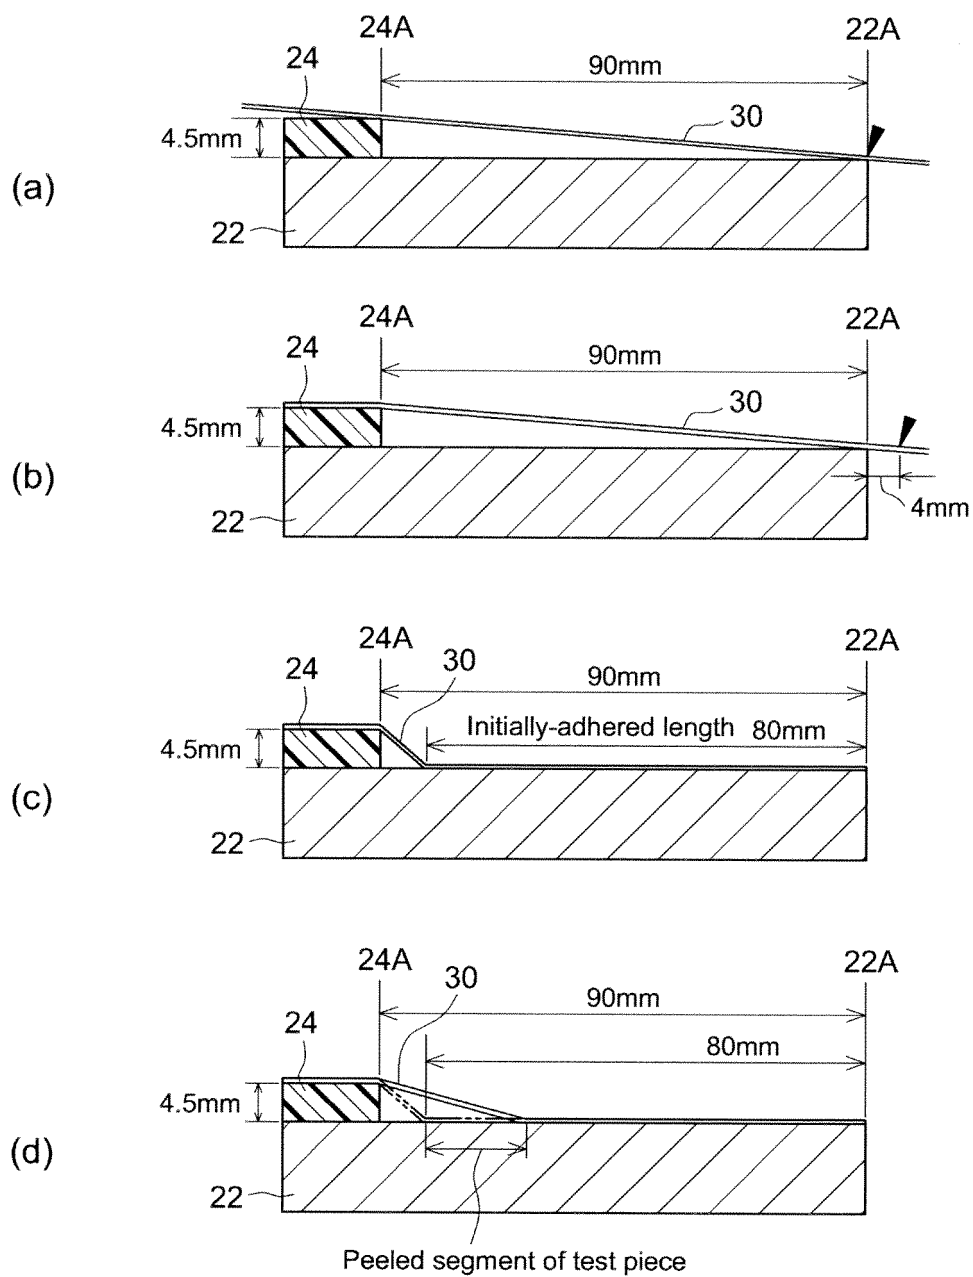 24A
22A
24
90mm
30
4.5mm
(a)
22
24A
22A
24
90mm
30
4.5mm
(b)
22
4mm
24A
22A
24
30
90mm
Initially-adhered length 80mm
4.5mm
(c)
22
24A
22A
30
90mm
24
80mm
4.5mm
(d)
22
Peeled segment of test piece